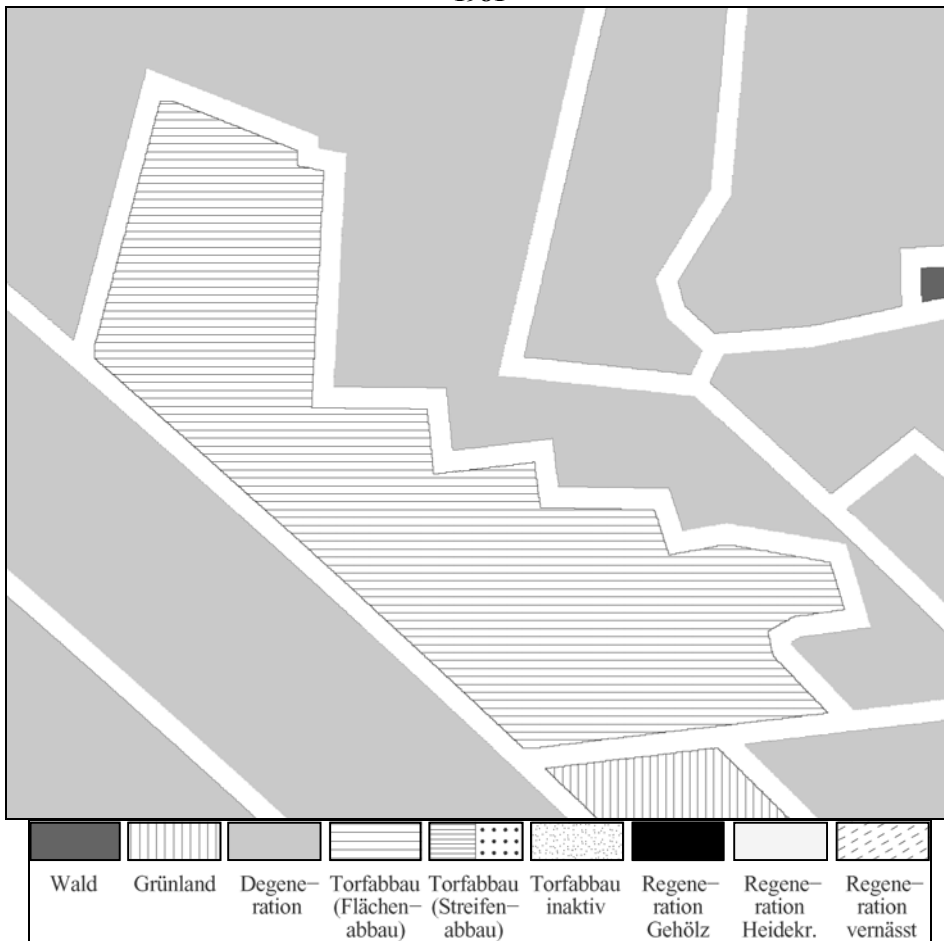 Wald
Grünland
Degene–
ration
Torfabbau
(Flächen–
abbau)
Torfabbau
(Streifen–
abbau)
Torfabbau
inaktiv
Regene–
ration
Gehölz
Regene–
ration
Heidekr.
Regene–
ration
vernässt